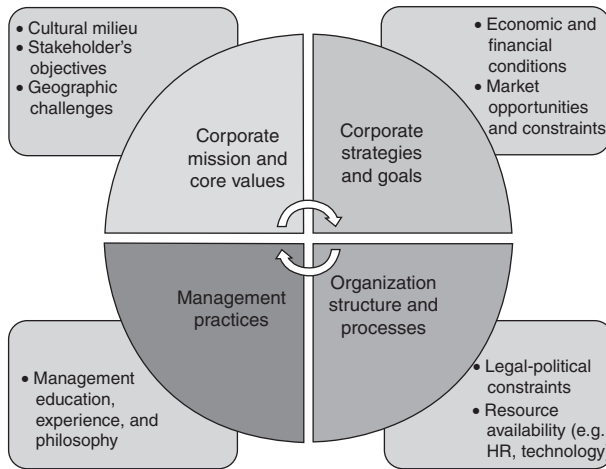 • Cultural milieu
• Stakeholder's
objectives
• Geographic
challenges
• Economic and
financial
conditions
• Market
opportunities
and constraints
Corporate
mission and
core values
Corporate
strategies
and goals
Management
practices
Organization
structure and
processes
• Management
education,
experience, and
philosophy
• Legal-political
constraints
• Resource
availability (e.g.
HR, technology